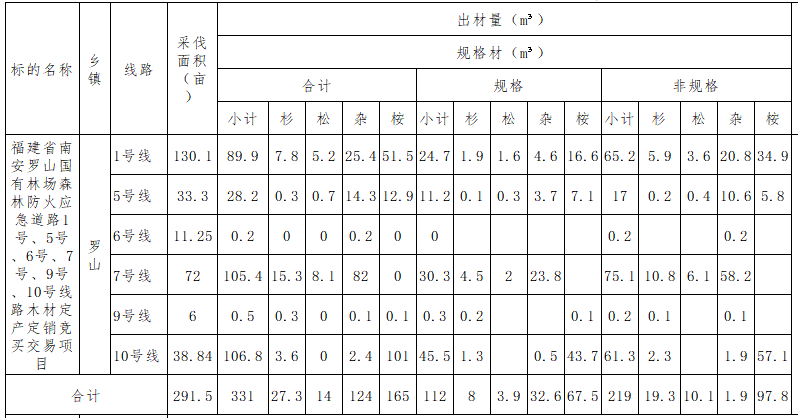 标的名称 乡镇 线路 采伐面积（亩） 出材量（m³）
规格材（m³）
合计 规格 非规格
小计 杉 松 杂 桉 小计 杉 松 杂 桉 小计 杉 松 杂 桉
福建省南安罗山国有林场森林防火应急道路1号、5号、6号、7号、9号、10号线路木材定产定销竞买交易项目 罗山
1号线 130.1 89.9 7.8 5.2 25.4 51.5 24.7 1.9 1.6 4.6 16.6 65.2 5.9 3.6 20.8 34.9
5号线 33.3 28.2 0.3 0.7 14.3 12.9 11.2 0.1 0.3 3.7 7.1 17 0.2 0.4 10.6 5.8
6号线 11.25 0.2 0 0 0.2 0 0 0.2 0.2
7号线 72 105.4 15.3 8.1 82 0 30.3 4.5 2 23.8 75.1 10.8 6.1 58.2
9号线 6 0.5 0.3 0 0.1 0.1 0.3 0.2 0.1 0.2 0.1 0.1
10号线 38.84 106.8 3.6 0 2.4 101 45.5 1.3 0.5 43.7 61.3 2.3 1.9 57.1
合计 291.5 331 27.3 14 124 165 112 8 3.9 32.6 67.5 219 19.3 10.1 1.9 97.8